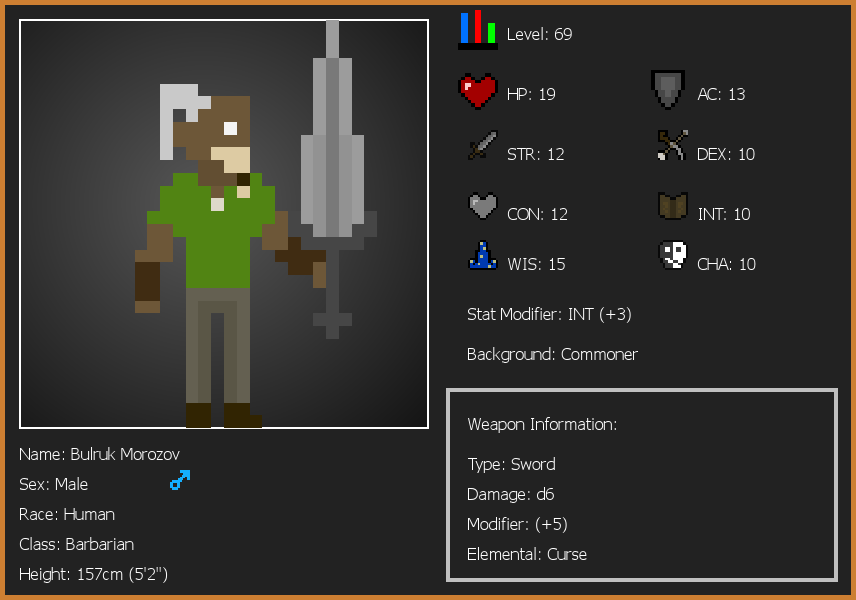 Level: 69
HP: 19
AC: 13
STR: 12
DEX: 10
CON: 12
INT: 10
WIS: 15
CHA: 10
Stat Modifier: INT (+3)
Background: Commoner
Weapon Information:
Type: Sword
Damage: d6
Modifier: (+5)
Elemental: Curse
Name: Bulruk Morozov
Sex: Male
Race: Human
Class: Barbarian
Height: 157cm (5'2")